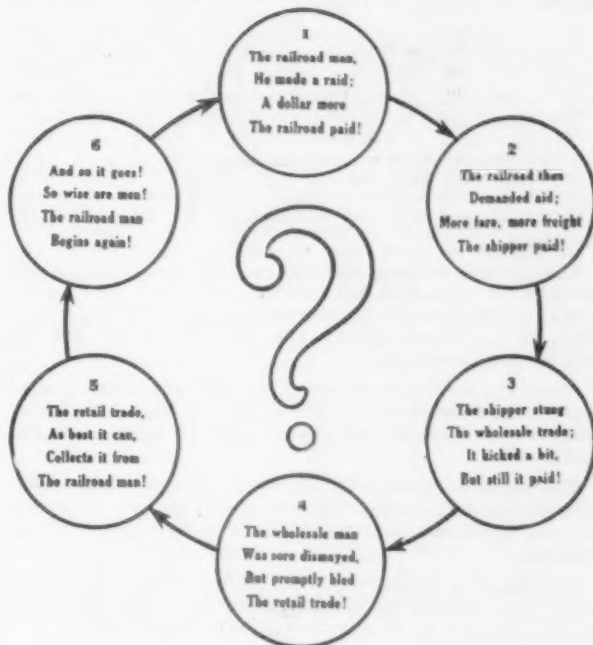 1
The railroad man,
He made a raid;
A dollar more
The railroad paid!
2
The railroad then
Demanded aid;
More fare, more freight
The shipper paid!
3
The shipper stung
The wholesale trade;
It kicked a bit,
But still it paid!
4
The wholesale man
Was sore dismayed,
But promptly bled
The retail trade!
5
The retail trade,
As best it can,
Collects it from
The railroad man!
6
And so it goes!
So wise are men!
The railroad man
Begins again!
?